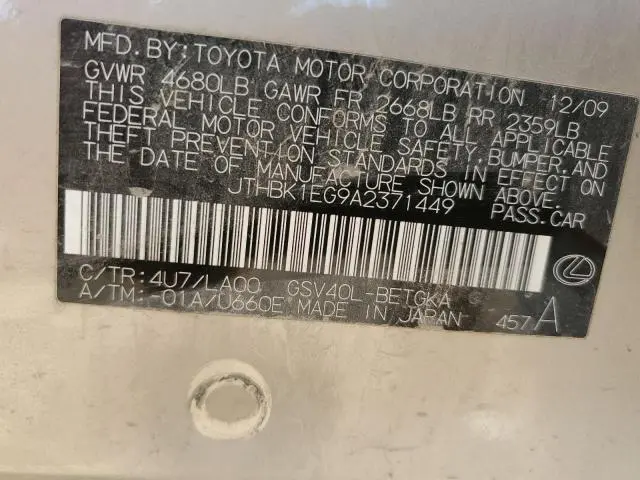 MFD. BY: TOYOTA MOTOR CORPORATION 12/09
GVWR 4680LB GAWR FR 2668LB RR 2359LB
THIS VEHICLE CONFORMS TO ALL APPLICABLE
FEDERAL MOTOR VEHICLE SAFETY, BUMPER, AND
THEFT PREVENTION STANDARDS IN EFFECT ON
THE DATE OF MANUFACTURE SHOWN ABOVE.
JTHBK1EG9A2371449 PASS.CAR
C/TR: 4U7/LA00 GSV40L-BETGKA
A/TM: -01A/U660E MADE IN JAPAN 457 A